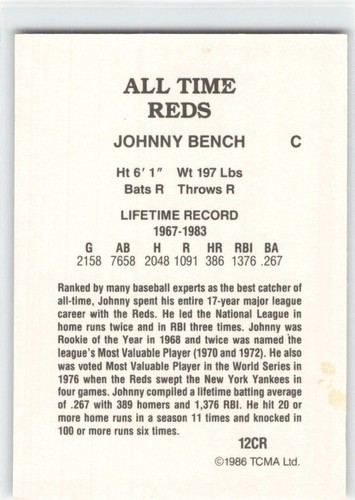 ALL TIME
REDS
JOHNNY BENCH C
Ht 6' 1" Wt 197 Lbs
Bats R Throws R
LIFETIME RECORD
1967-1983
G AB H R HR RBI BA
2158 7658 2048 1091 386 1376 .267
Ranked by many baseball experts as the best catcher of
all-time, Johnny spent his entire 17-year major league
career with the Reds. He led the National League in
home runs twice and in RBI three times. Johnny was
Rookie of the Year in 1968 and twice was named the
league's Most Valuable Player (1970 and 1972). He also
was voted Most Valuable Player in the World Series in
1976 when the Reds swept the New York Yankees in
four games. Johnny compiled a lifetime batting average
of .267 with 389 homers and 1,376 RBI. He hit 20 or
more home runs in a season 11 times and knocked in
100 or more runs six times.
12CR
©1986 TCMA Ltd.